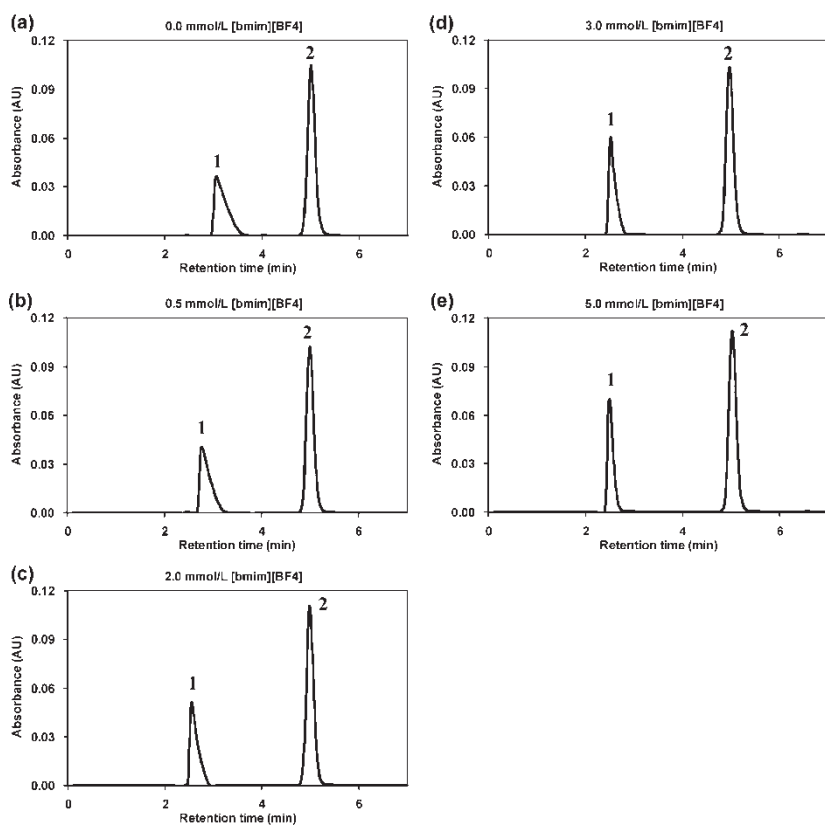 (a)
0.0 mmol/L [bmim][BF4]
0.12
0.09
0.06
0.03
0.00
Absorbance (AU)
1
2
0 2 4 6
Retention time (min)
(b)
0.5 mmol/L [bmim][BF4]
0.12
0.09
0.06
0.03
0.00
Absorbance (AU)
1
2
0 2 4 6
Retention time (min)
(c)
2.0 mmol/L [bmim][BF4]
0.12
0.09
0.06
0.03
0.00
Absorbance (AU)
1
2
0 2 4 6
Retention time (min)
(d)
3.0 mmol/L [bmim][BF4]
0.12
0.09
0.06
0.03
0.00
Absorbance (AU)
1
2
0 2 4 6
Retention time (min)
(e)
5.0 mmol/L [bmim][BF4]
0.12
0.09
0.06
0.03
0.00
Absorbance (AU)
1
2
0 2 4 6
Retention time (min)